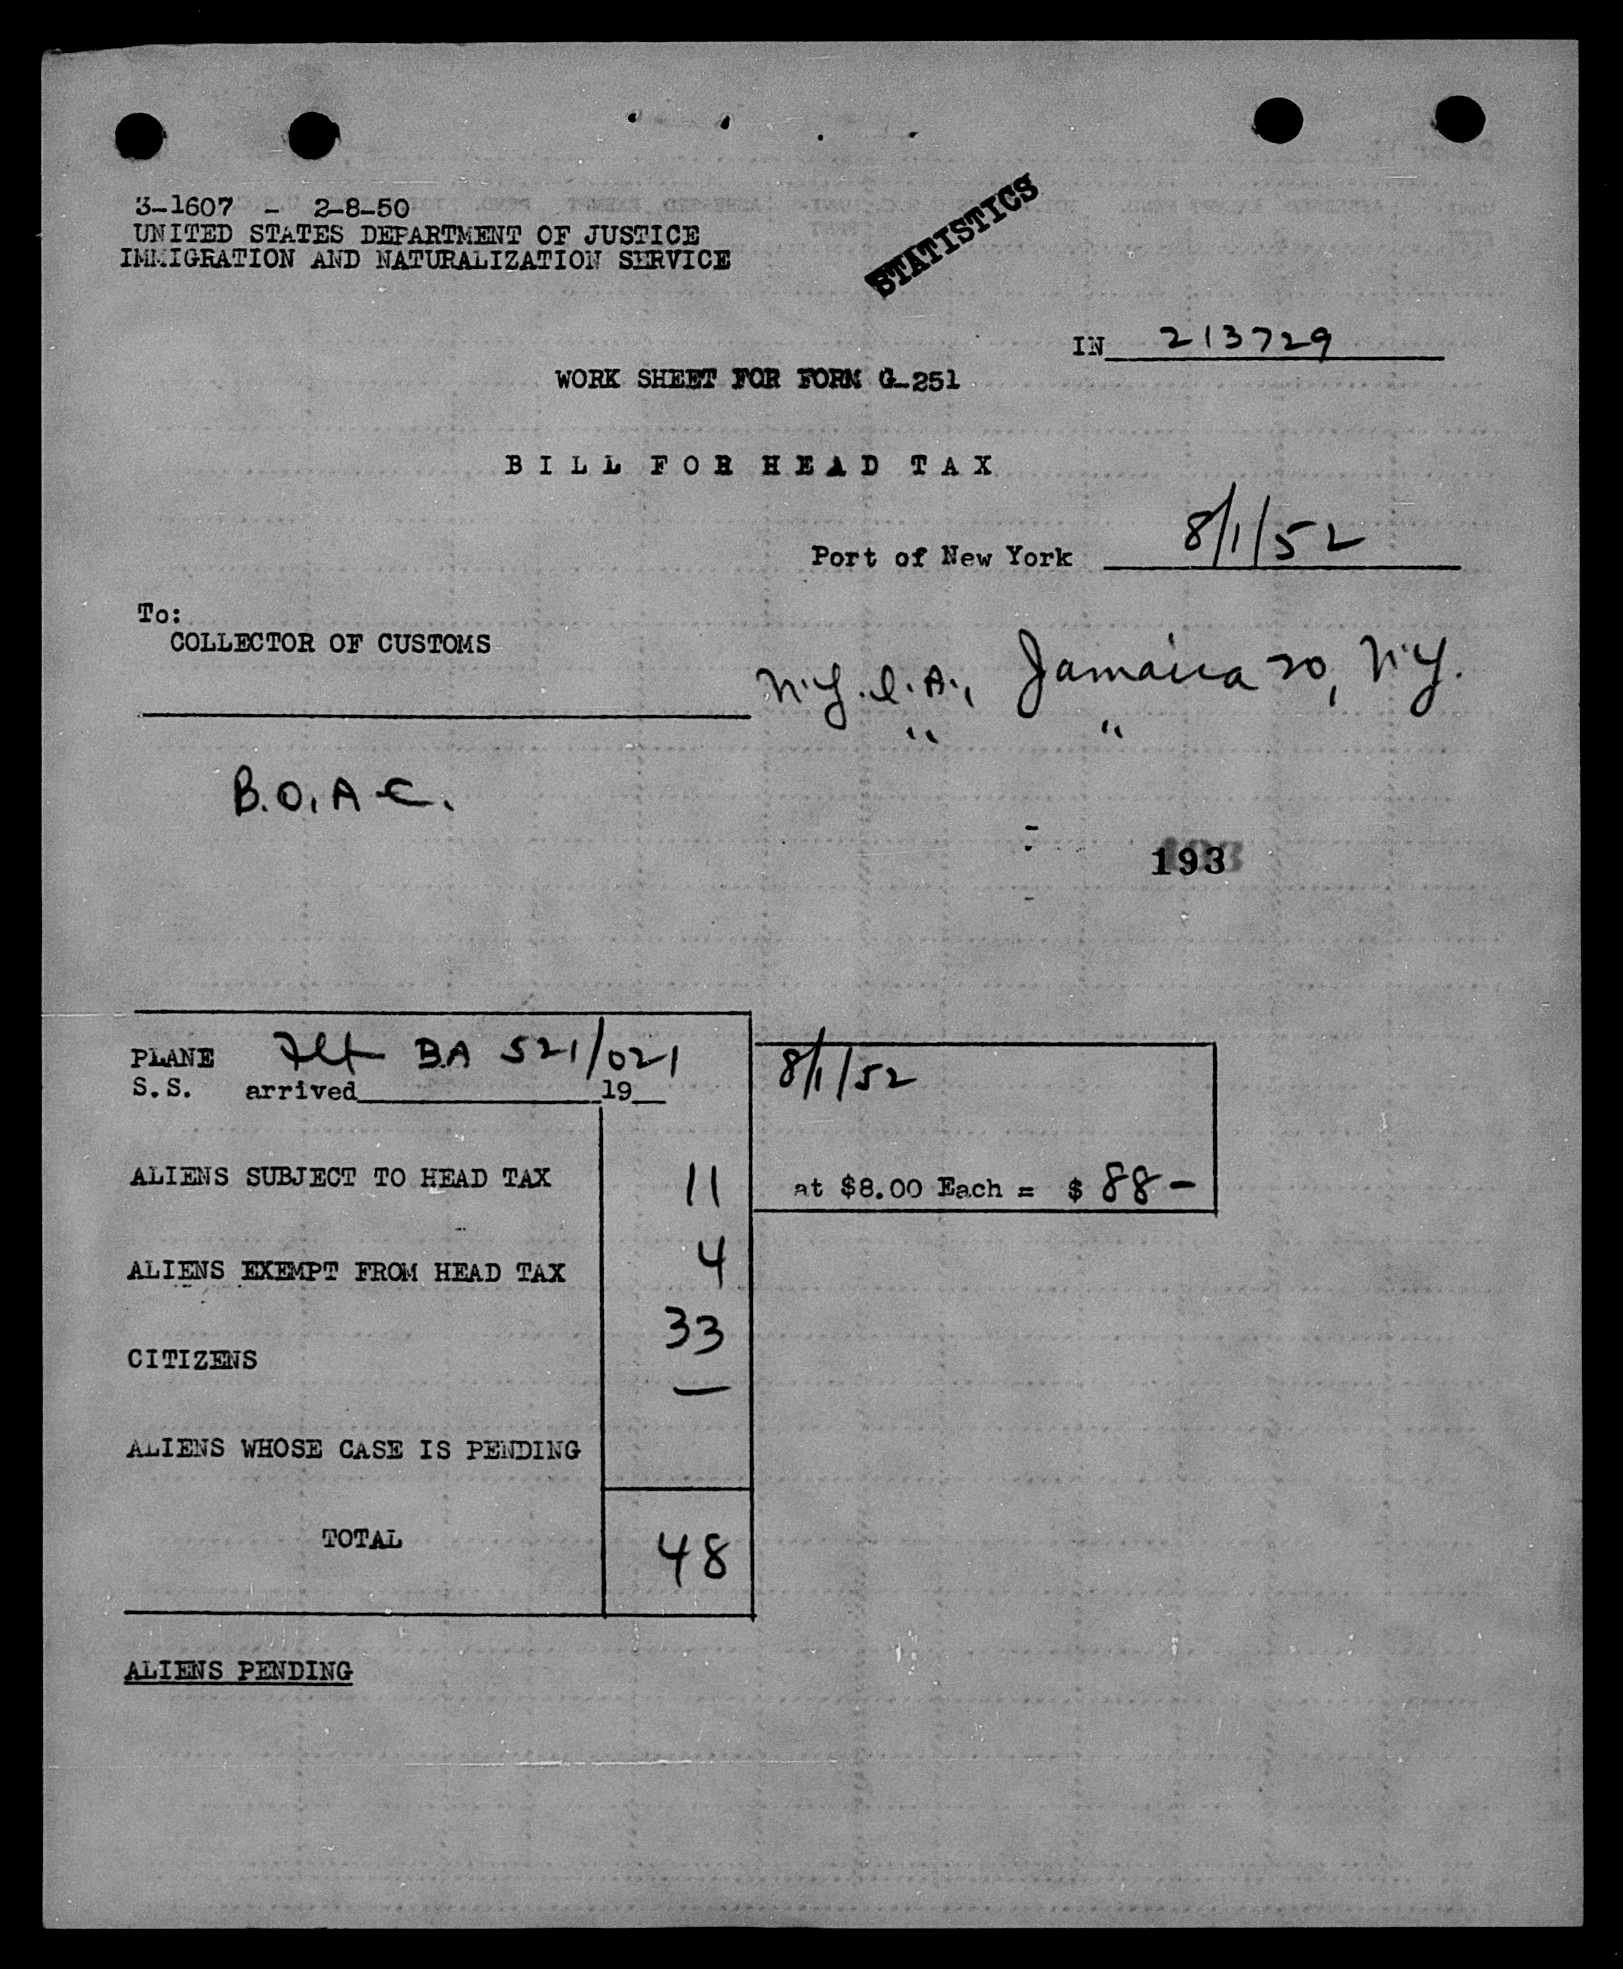 3-1607 - 2-8-50
UNITED STATES DEPARTMENT OF JUSTICE
IMMIGRATION AND NATURALIZATION SERVICE
STATISTICS
IN 213729
WORK SHEET FOR FORM G-251
BILL FOR HEAD TAX
Port of New York 8/1/52
To:
COLLECTOR OF CUSTOMS
N.Y.I.A., Jamaica 20, N.Y.
" "
B.O.A.C.
193
PLANE Flt BA 521/021 8/1/52
S.S. arrived 19
ALIENS SUBJECT TO HEAD TAX 11 at $8.00 Each = $ 88-
ALIENS EXEMPT FROM HEAD TAX 4
CITIZENS 33
ALIENS WHOSE CASE IS PENDING —
TOTAL 48
ALIENS PENDING